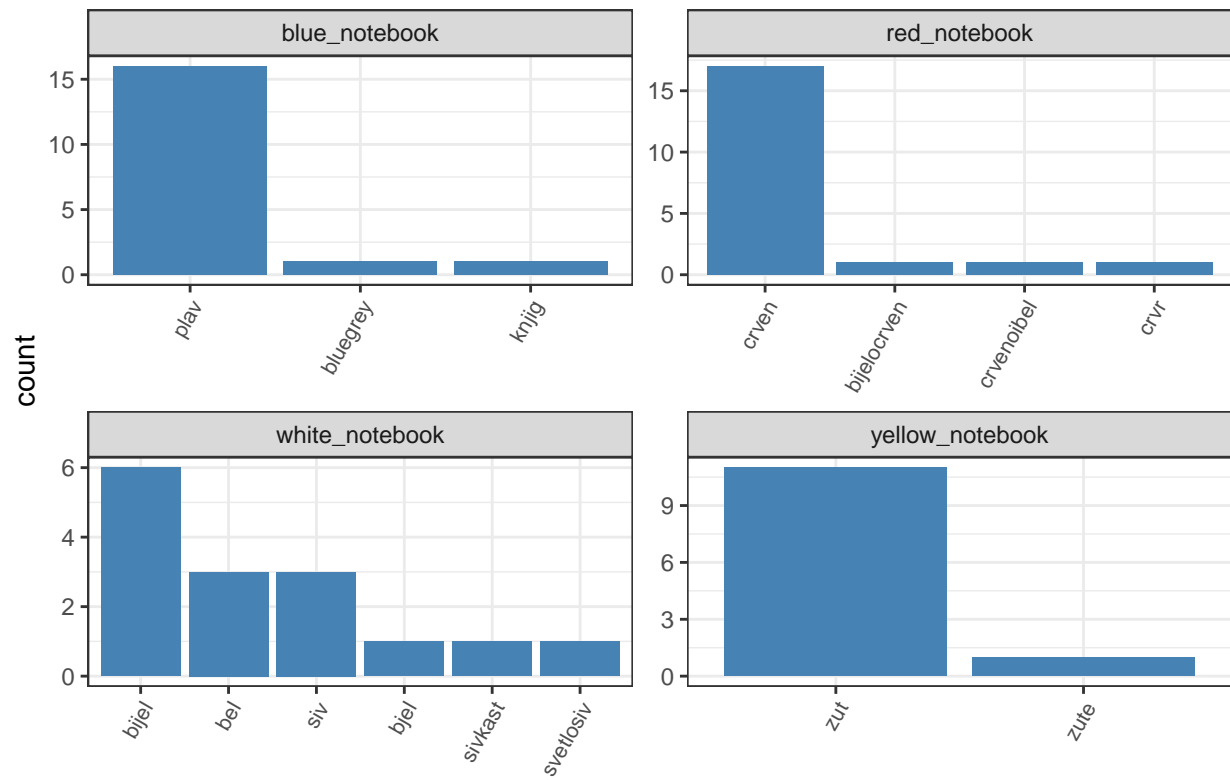 blue_notebook
red_notebook
15
10
5
0
15
10
5
0
plav
bluegrey
knjig
crven
bijelocrven
crvenoibel
crvr
count
white_notebook
yellow_notebook
6
4
2
0
9
6
3
0
bijel
bel
siv
bjel
sivkast
svetlosiv
zut
zute